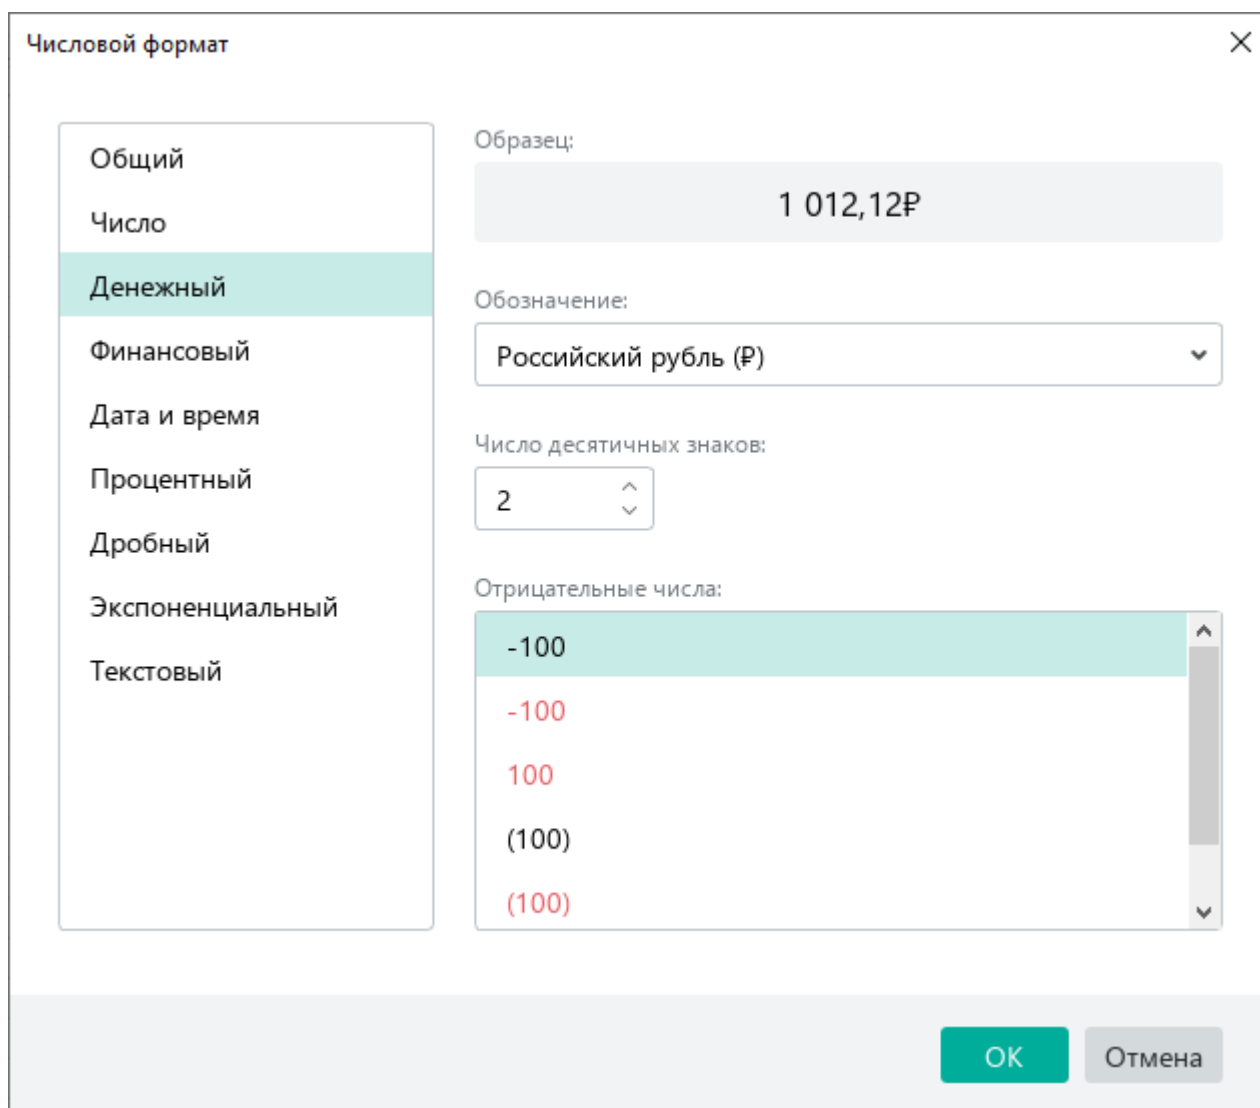 Числовой формат
Общий
Число
Денежный
Финансовый
Дата и время
Процентный
Дробный
Экспоненциальный
Текстовый
Образец:
1 012,12₽
Обозначение:
Российский рубль (₽)
Число десятичных знаков:
2
Отрицательные числа:
-100
-100
100
(100)
(100)
ОК
Отмена